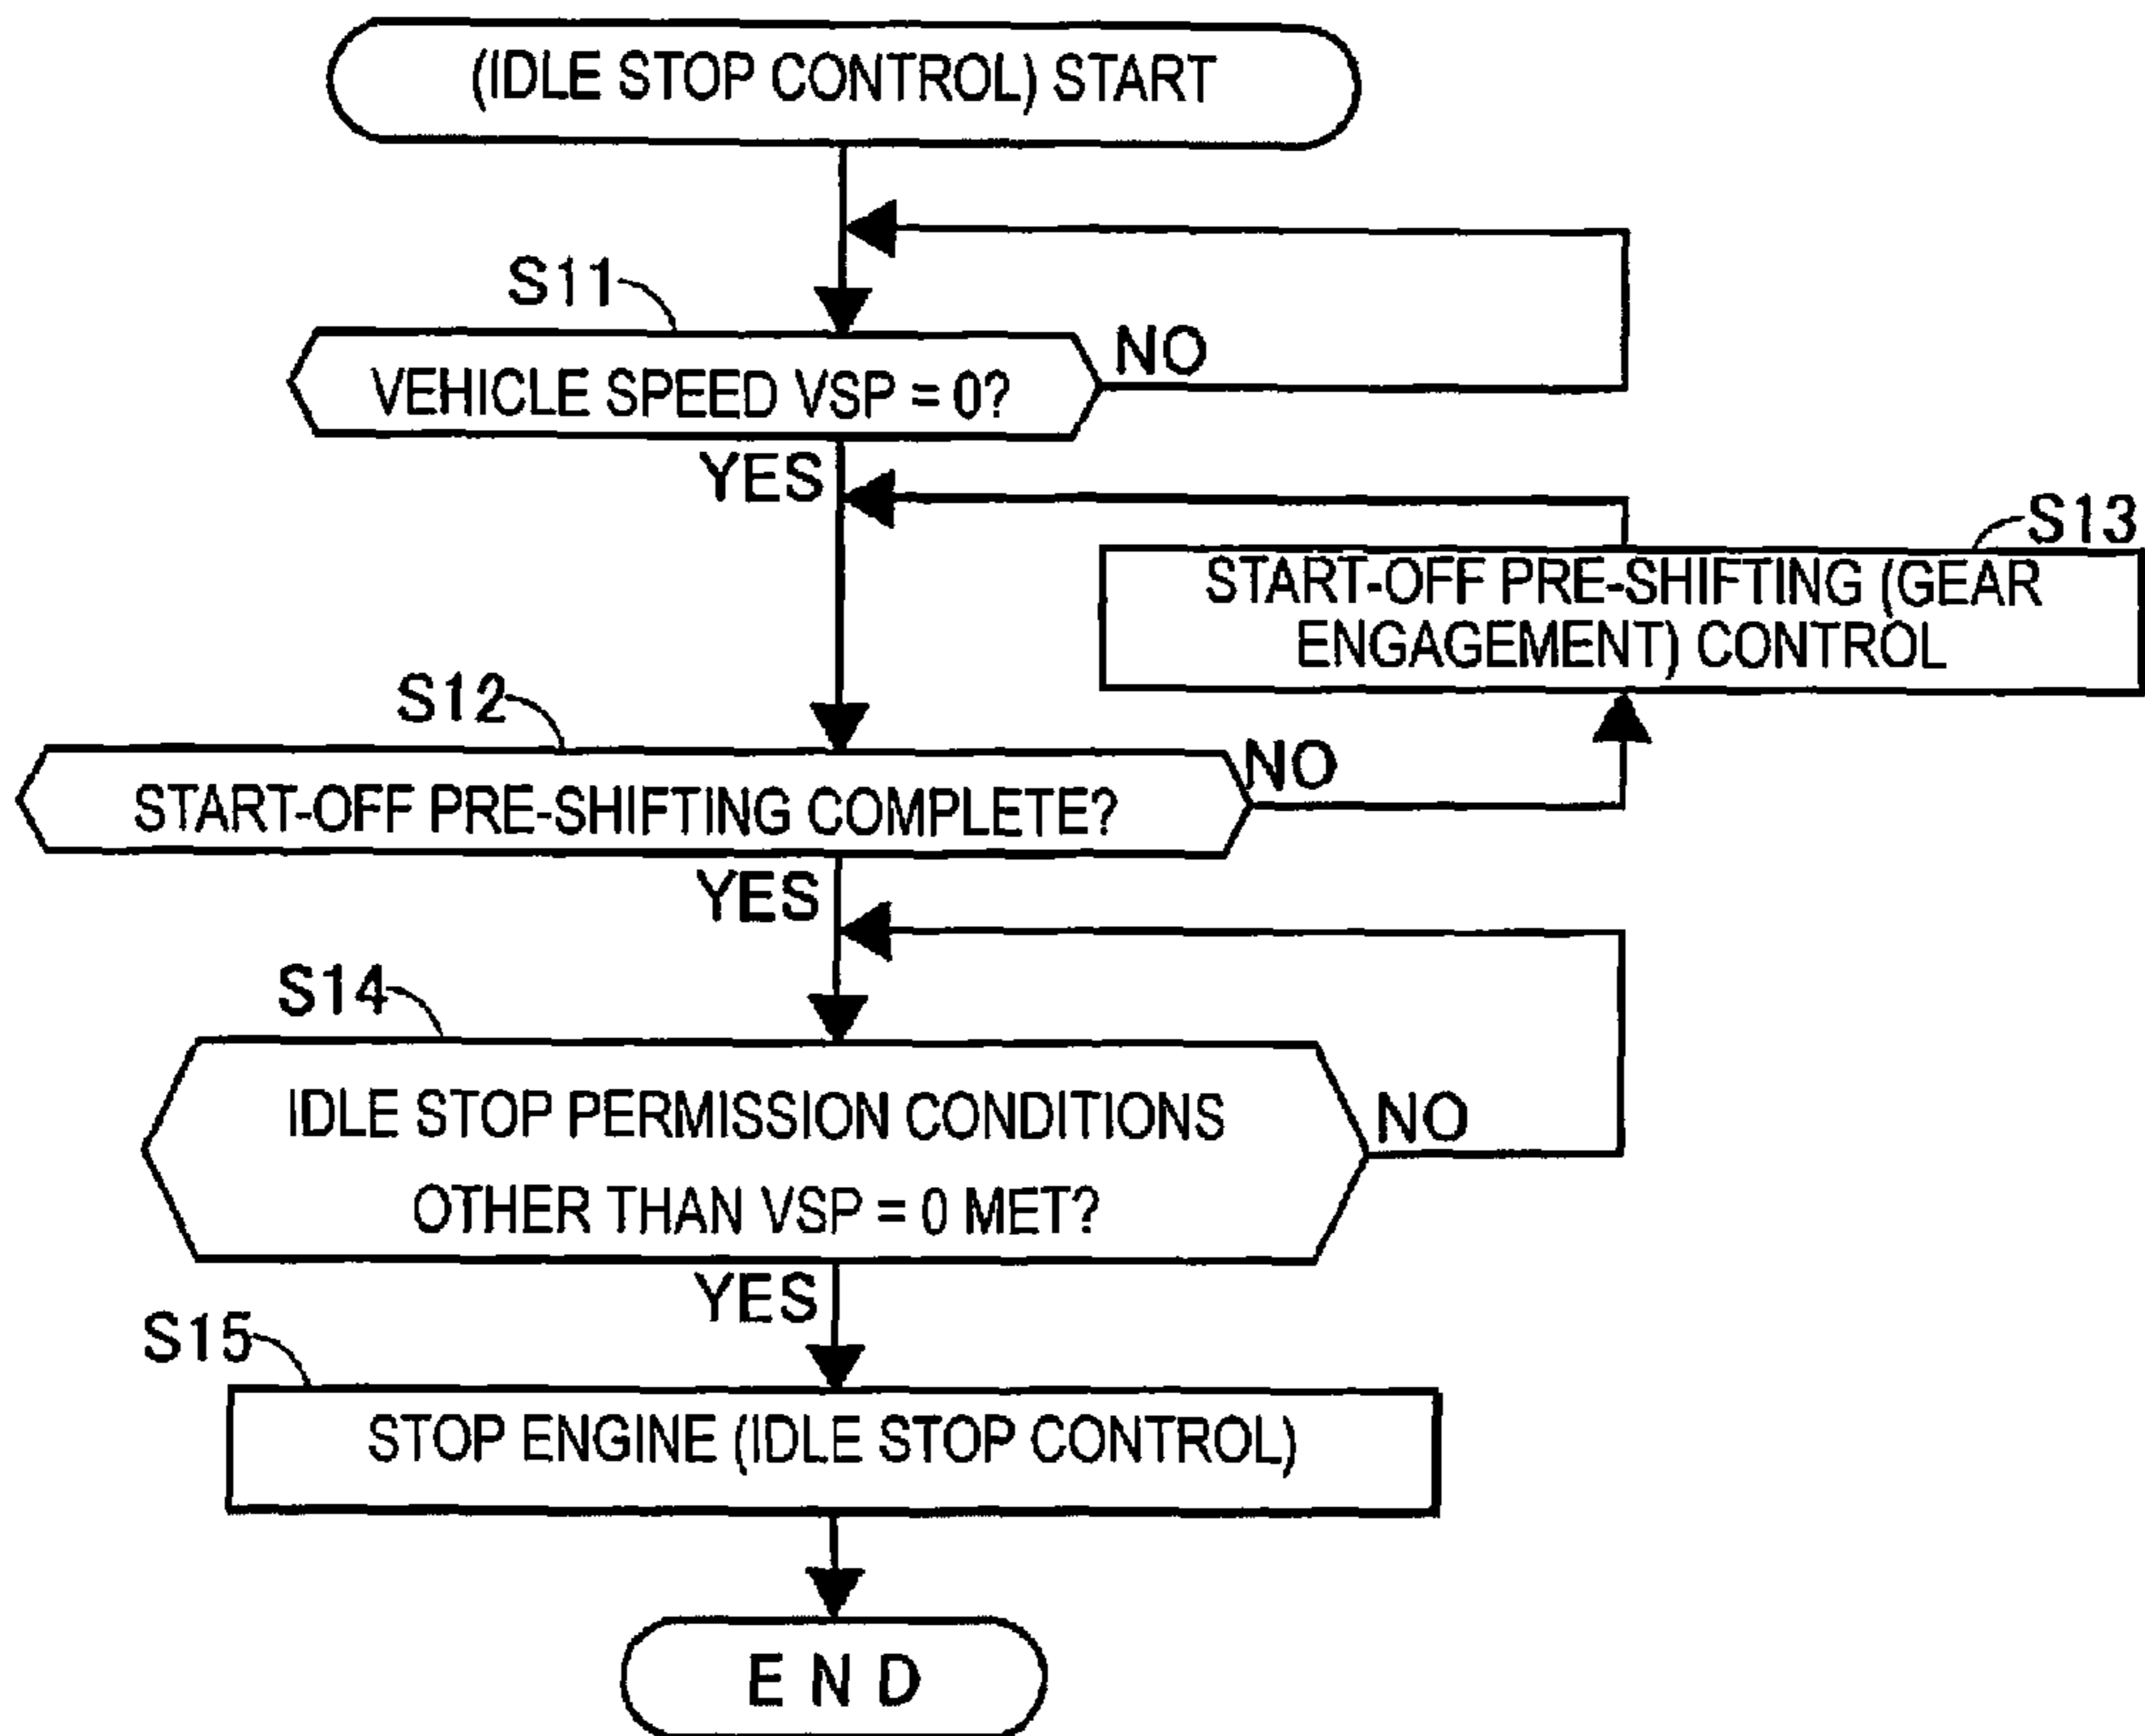 (IDLE STOP CONTROL) START
S11
VEHICLE SPEED VSP = 0?
NO
YES
S13
START-OFF PRE-SHIFTING (GEAR
ENGAGEMENT) CONTROL
S12
START-OFF PRE-SHIFTING COMPLETE?
NO
YES
S14
IDLE STOP PERMISSION CONDITIONS
OTHER THAN VSP = 0 MET?
NO
YES
S15
STOP ENGINE (IDLE STOP CONTROL)
END